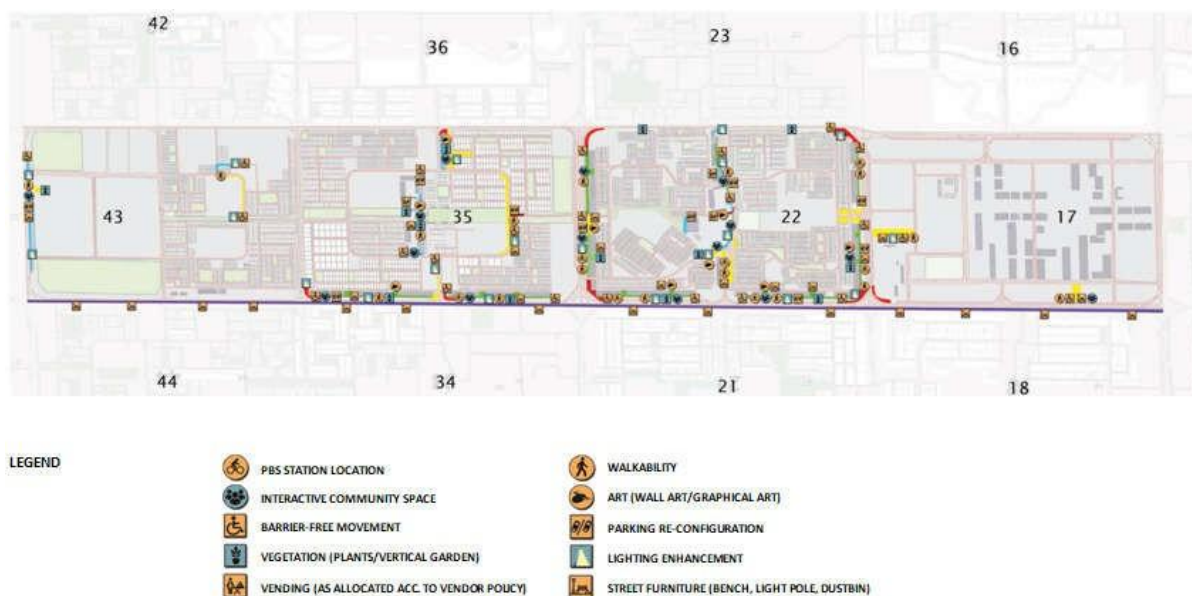 42
36
23
16
43
35
22
17
44
34
21
18
LEGEND
PBS STATION LOCATION
INTERACTIVE COMMUNITY SPACE
BARRIER-FREE MOVEMENT
VEGETATION (PLANTS/VERTICAL GARDEN)
VENDING (AS ALLOCATED ACC. TO VENDOR POLICY)
WALKABILITY
ART (WALL ART/GRAPHICAL ART)
PARKING RE-CONFIGURATION
LIGHTING ENHANCEMENT
STREET FURNITURE (BENCH, LIGHT POLE, DUSTBIN)